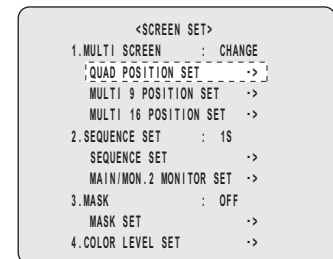 <SCREEN SET>
1.MULTI SCREEN : CHANGE
QUAD POSITION SET ->
MULTI 9 POSITION SET ->
MULTI 16 POSITION SET ->
2.SEQUENCE SET : 1S
SEQUENCE SET ->
MAIN/MON.2 MONITOR SET ->
3.MASK : OFF
MASK SET ->
4.COLOR LEVEL SET ->